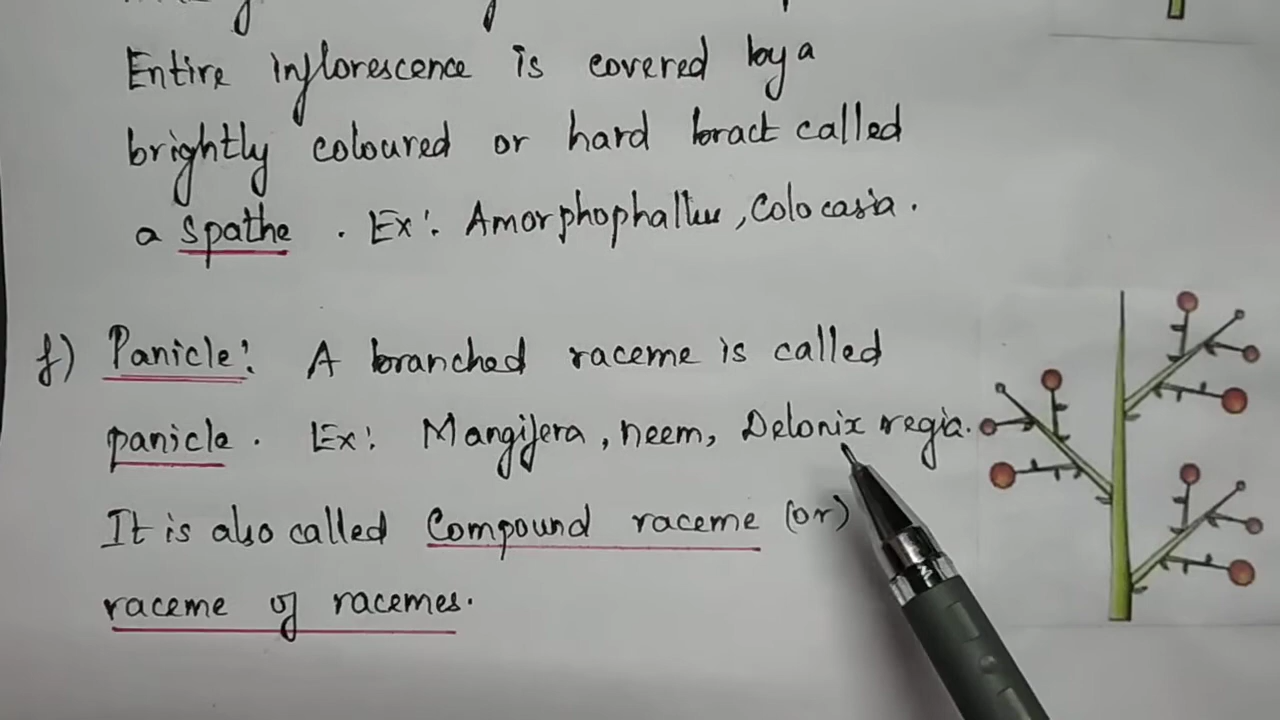 Entire inflorescence is covered by a
brightly coloured or hard bract called
a spathe . Ex: Amorphophallus, Colocasia.
f) Panicle: A branched raceme is called
panicle. Ex: Mangifera, neem, Delonix regia.
It is also called Compound raceme (or)
raceme of racemes.